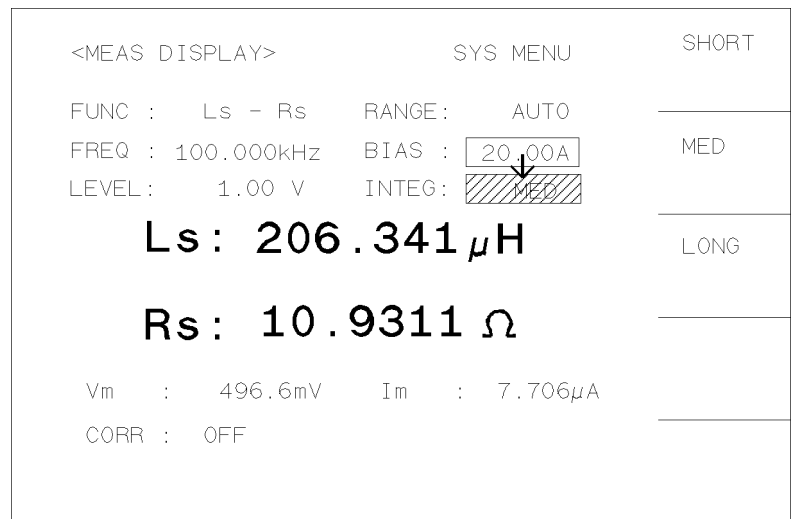 <MEAS DISPLAY> SYS MENU SHORT
FUNC : Ls - Rs RANGE: AUTO
FREQ : 100.000kHz BIAS : 20.00A MED
LEVEL: 1.00 V INTEG: MED
Ls: 206.341μH LONG
Rs: 10.9311 Ω
Vm : 496.6mV Im : 7.706μA
CORR : OFF